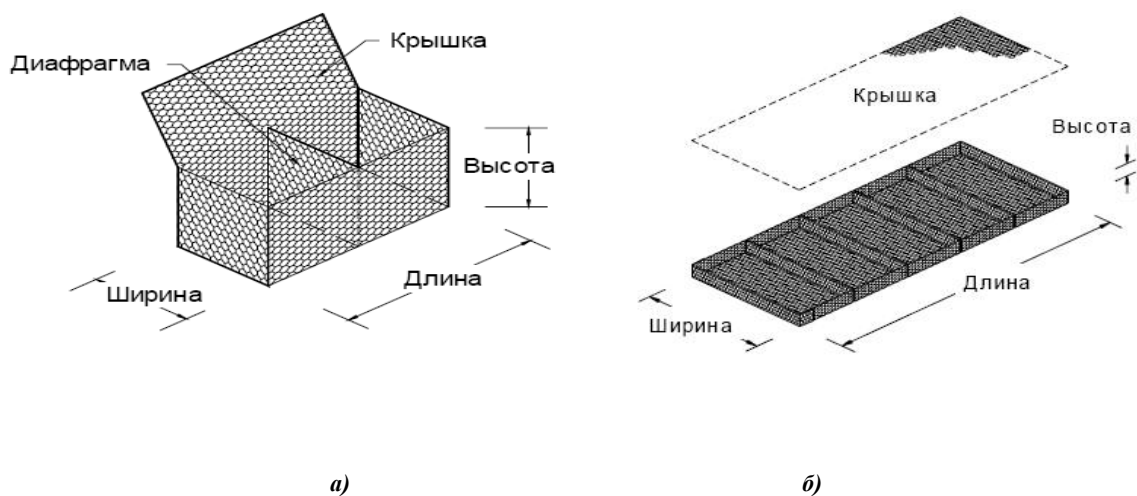 Крышка
Диафрагма
Высота
Длина
Ширина
Крышка
Высота
Длина
Ширина
а)
б)